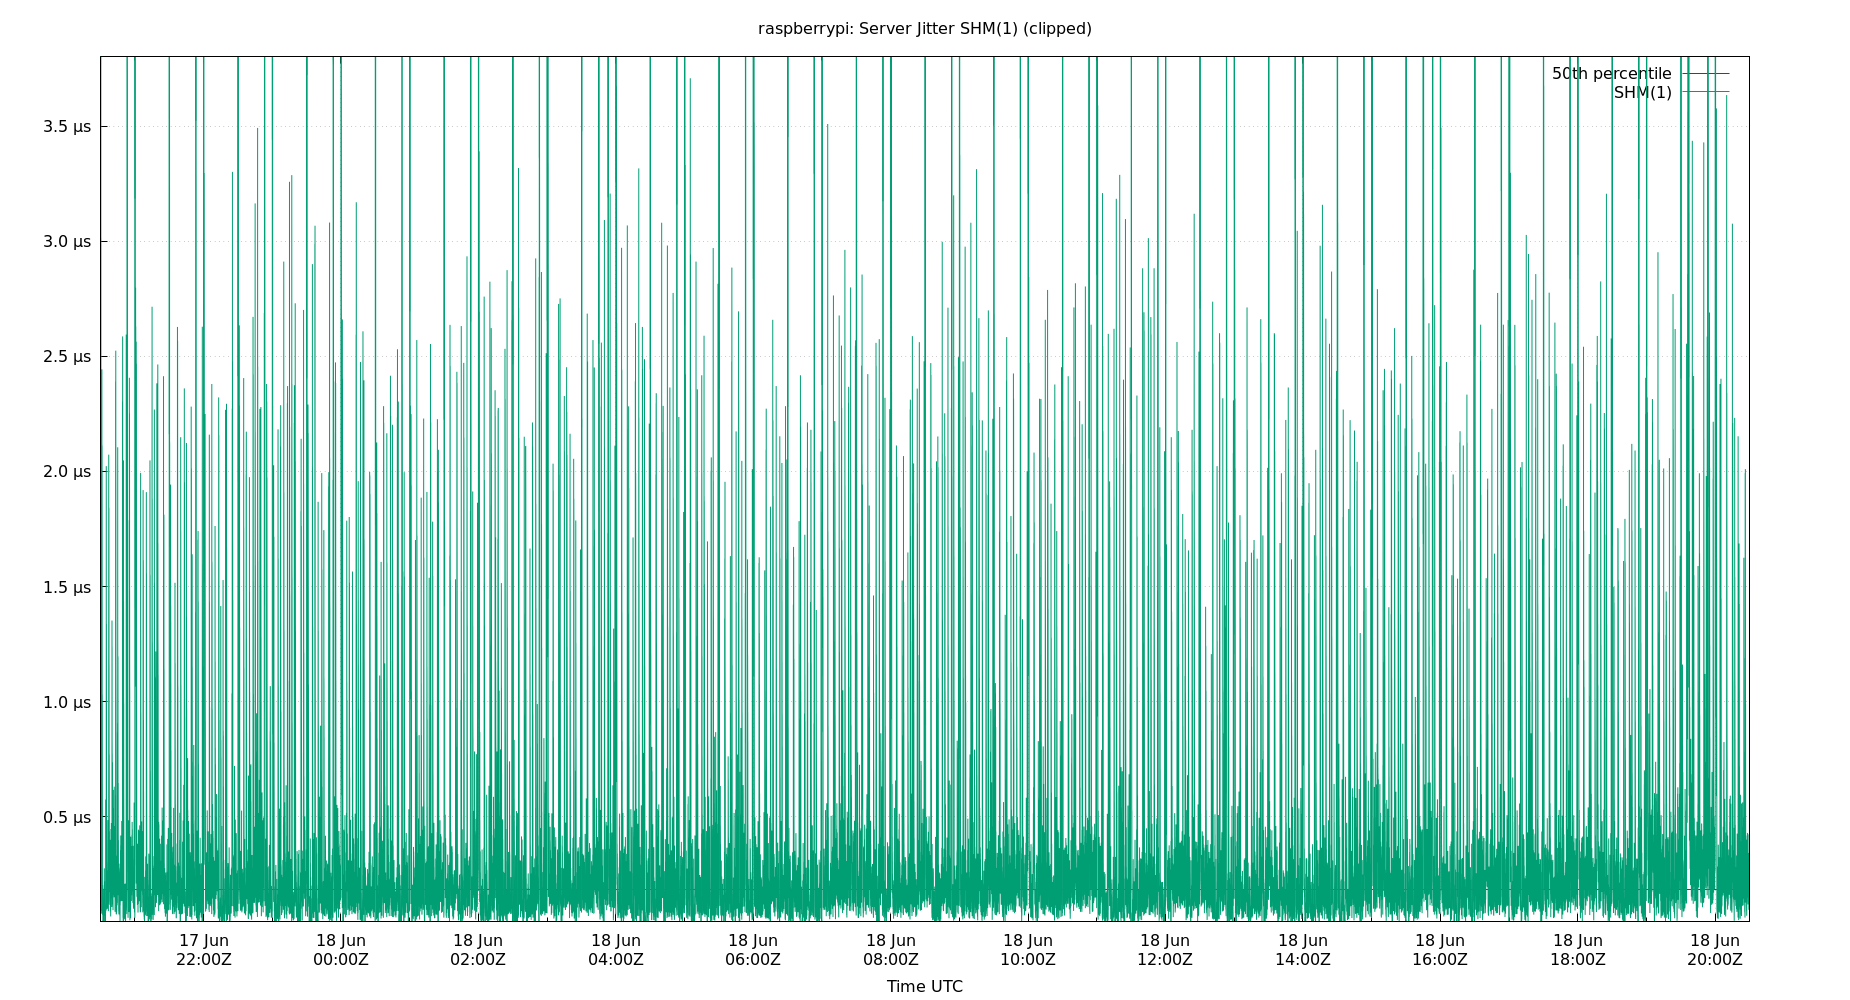 raspberrypi: Server Jitter SHM(1) (clipped)
50th percentile
SHM(1)
3.5 µs
3.0 µs
2.5 µs
2.0 µs
1.5 µs
1.0 µs
0.5 µs
17 Jun 18 Jun 18 Jun 18 Jun 18 Jun 18 Jun 18 Jun 18 Jun 18 Jun 18 Jun 18 Jun 18 Jun
22:00Z 00:00Z 02:00Z 04:00Z 06:00Z 08:00Z 10:00Z 12:00Z 14:00Z 16:00Z 18:00Z 20:00Z
Time UTC